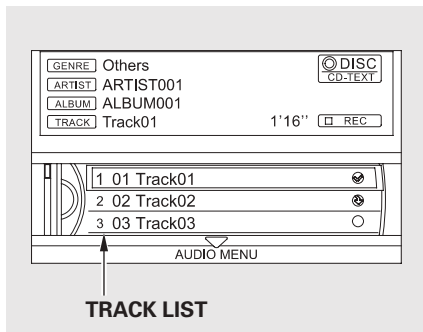 GENRE Others
DISC
CD-TEXT
ARTIST ARTIST001
ALBUM ALBUM001
TRACK Track01 1'16'' REC
1 01 Track01
2 02 Track02
3 03 Track03
AUDIO MENU
TRACK LIST